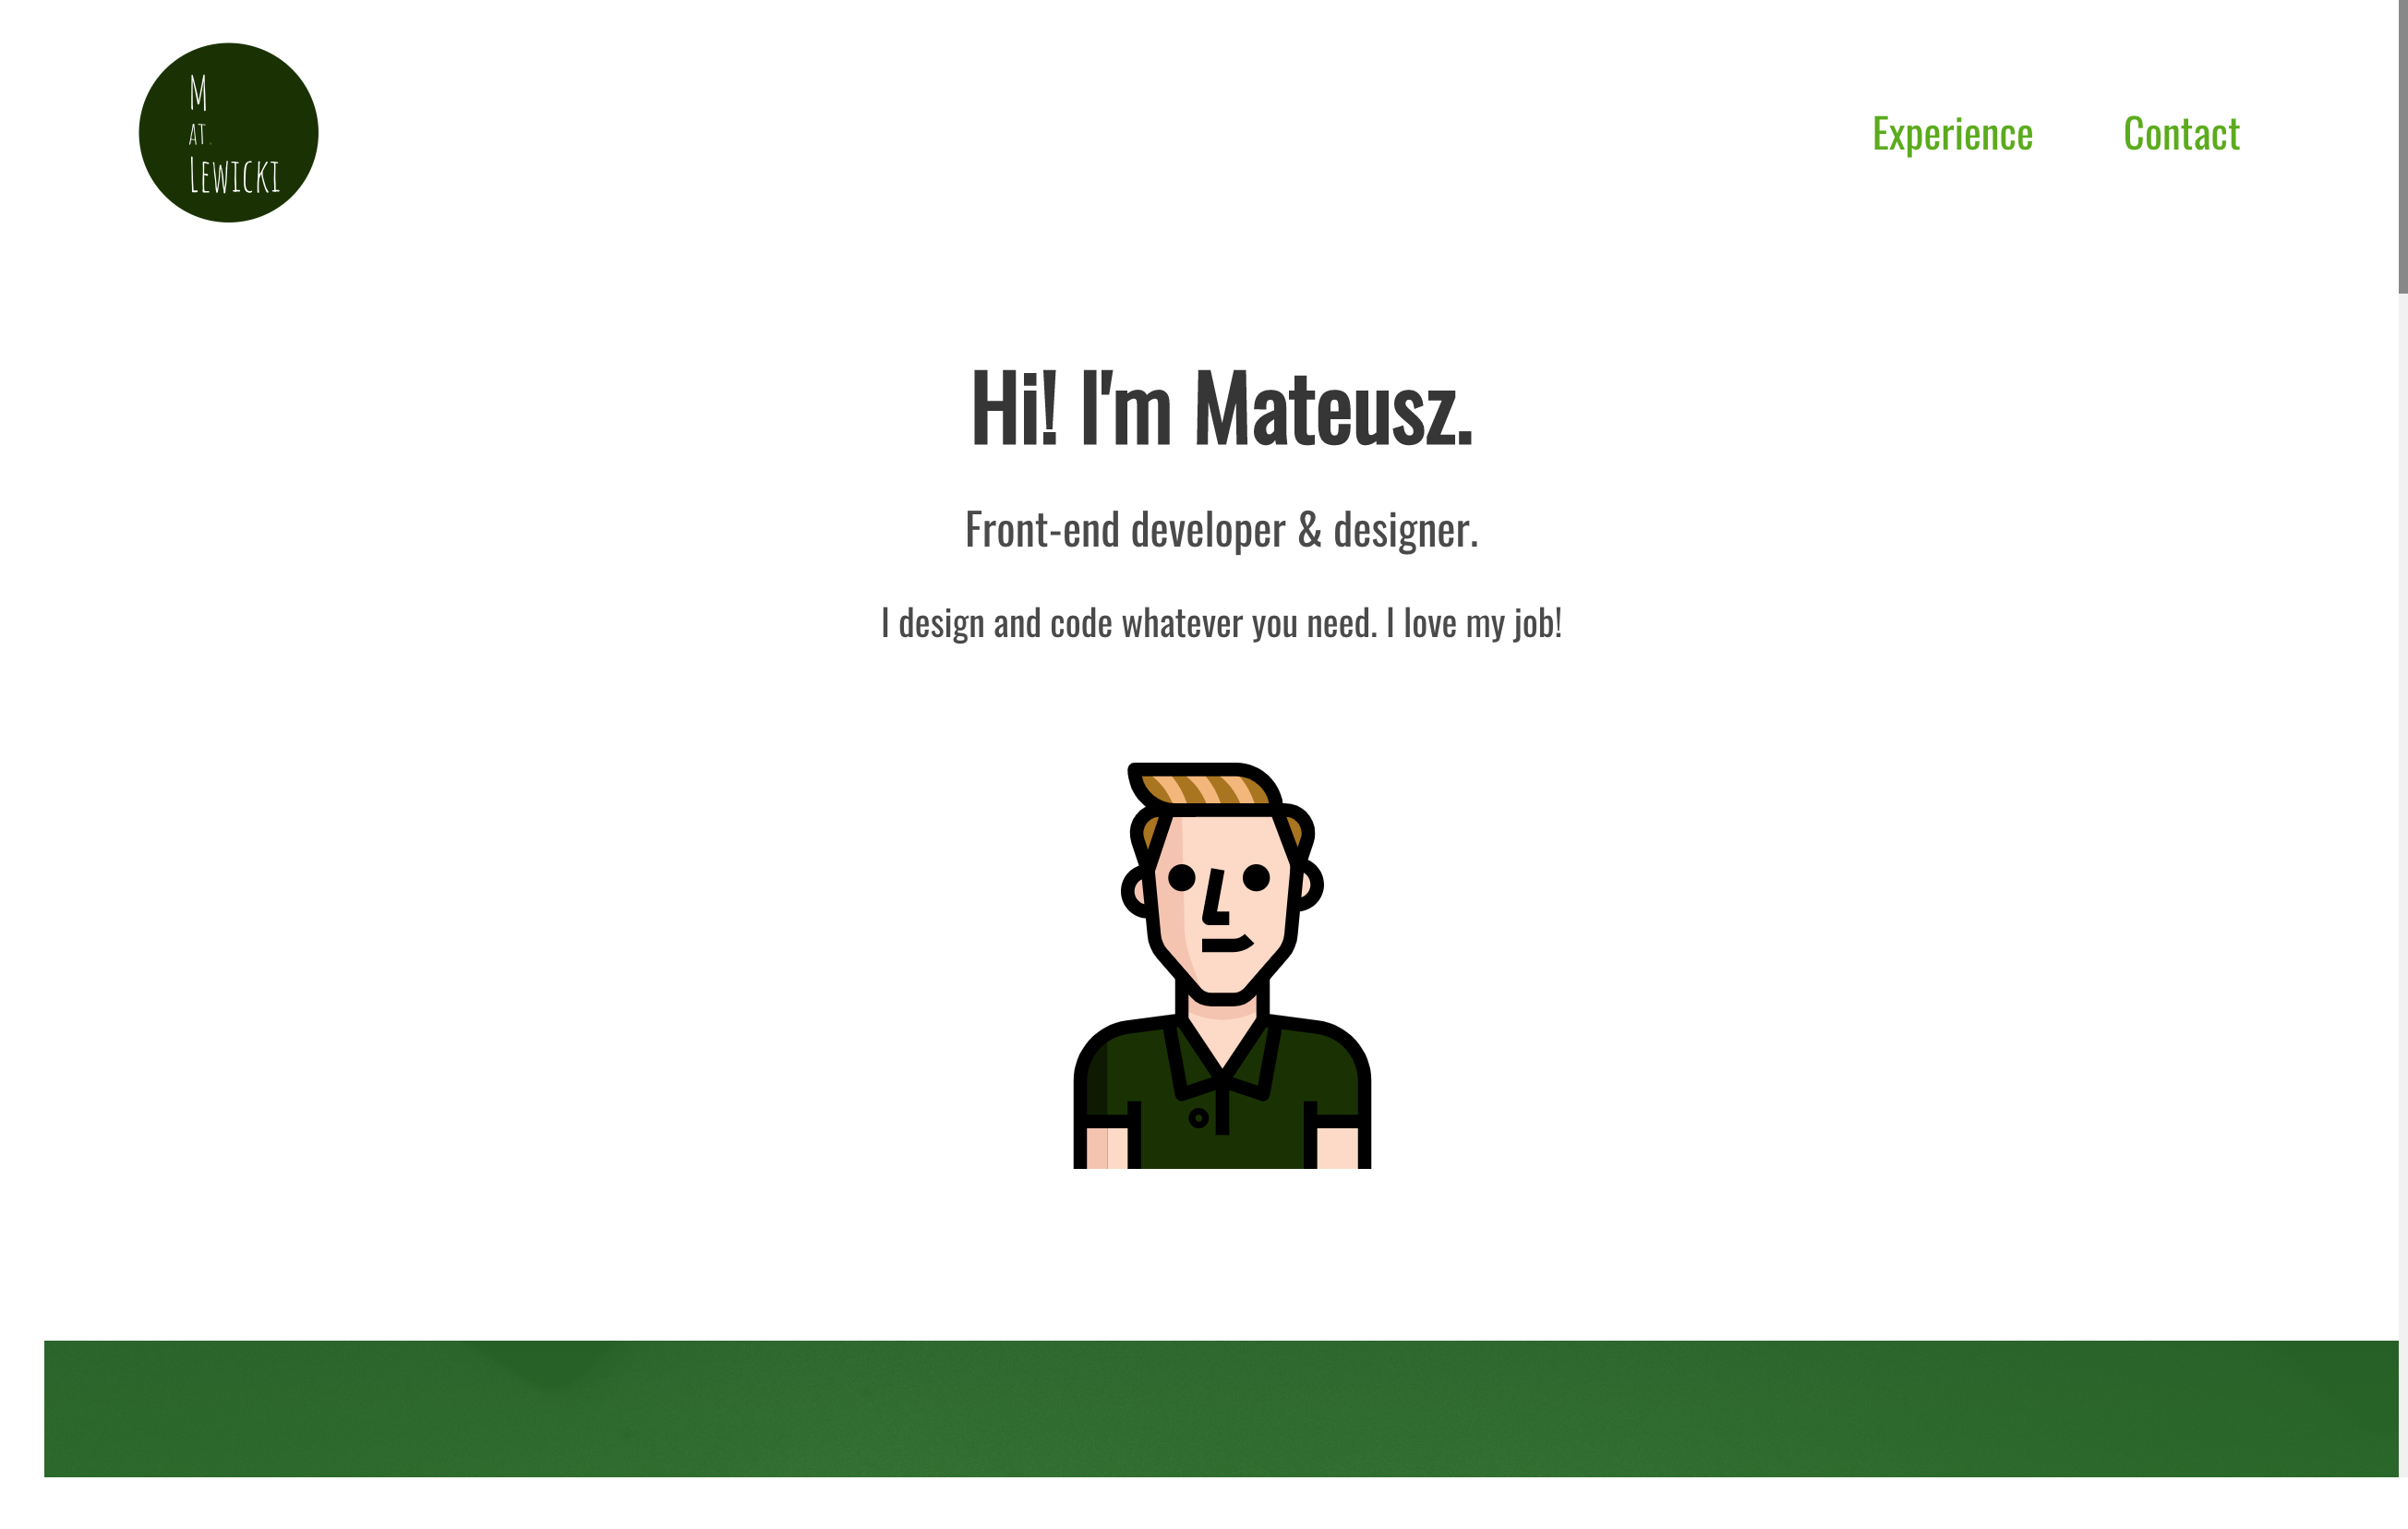 M
AT.
LEWICKI
Experience Contact
Hi! I'm Mateusz.
Front-end developer & designer.
I design and code whatever you need. I love my job!